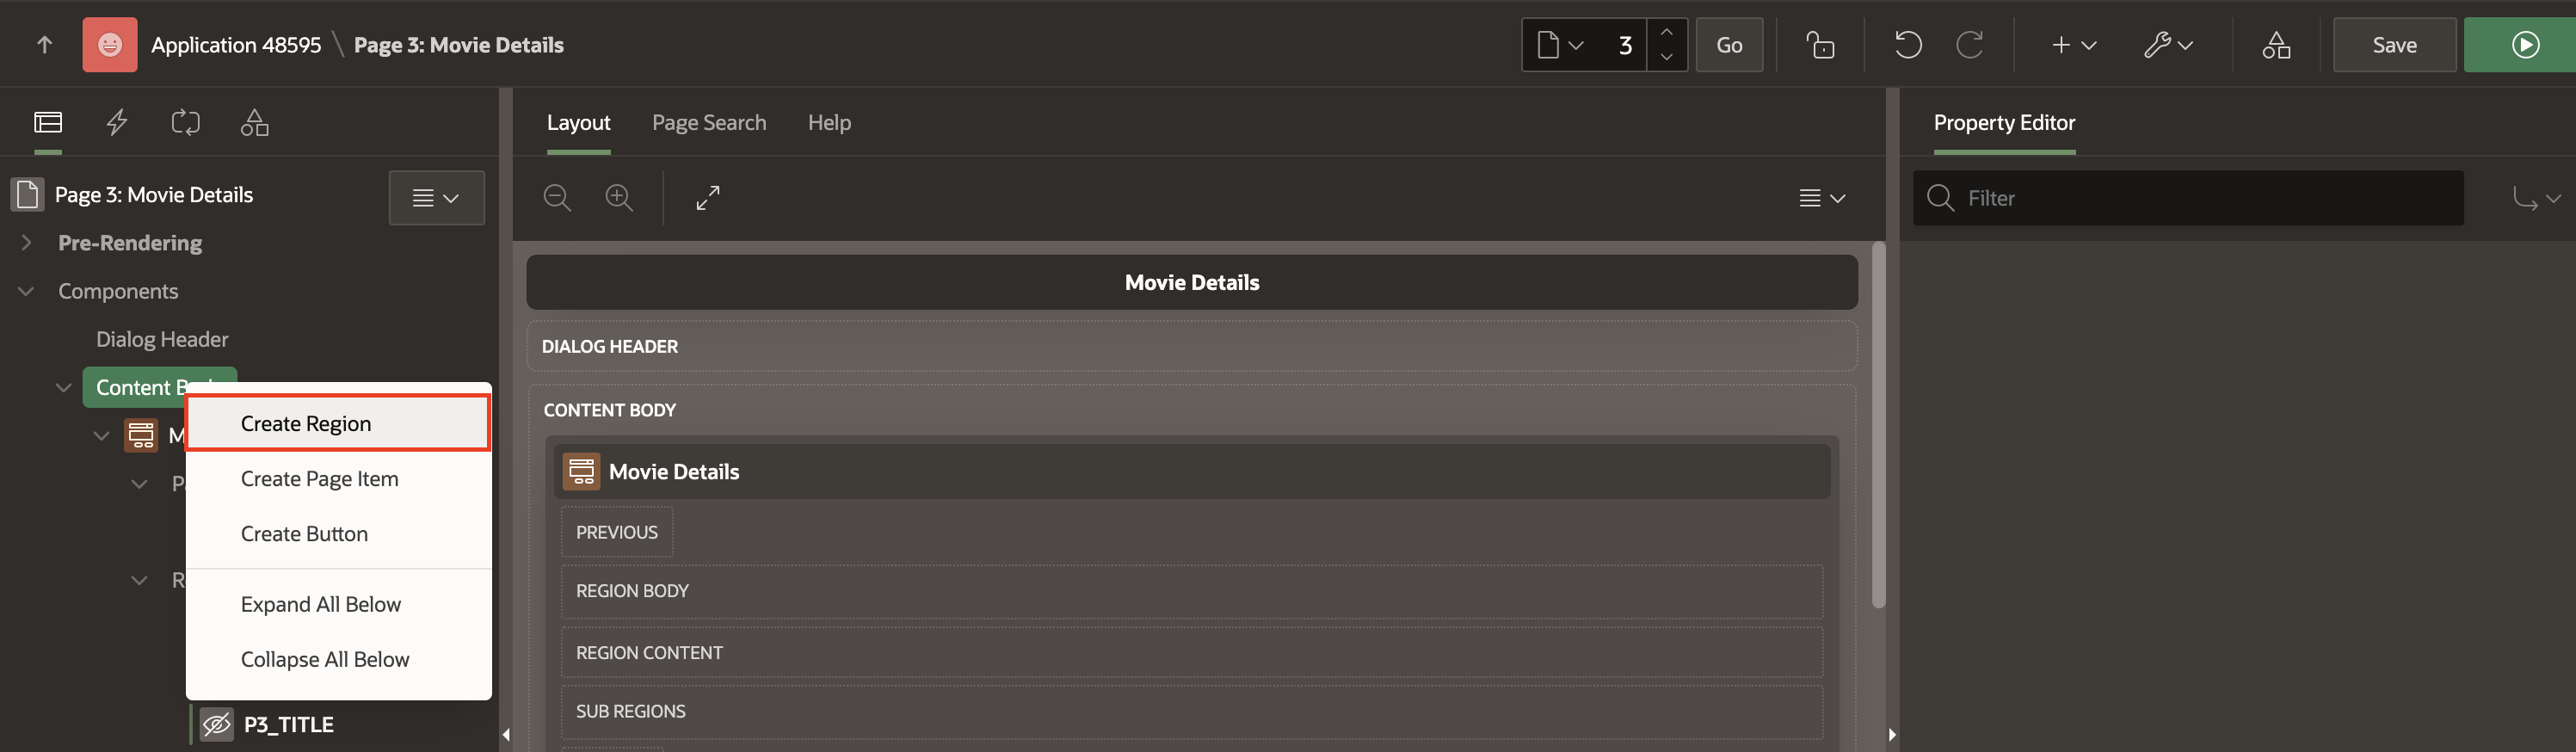 Application 48595 \ Page 3: Movie Details
3
Go
Save
Layout
Page Search
Help
Property Editor
Page 3: Movie Details
Filter
Pre-Rendering
Components
Dialog Header
Content B
Create Region
Create Page Item
Create Button
Expand All Below
Collapse All Below
P3_TITLE
Movie Details
DIALOG HEADER
CONTENT BODY
Movie Details
PREVIOUS
REGION BODY
REGION CONTENT
SUB REGIONS